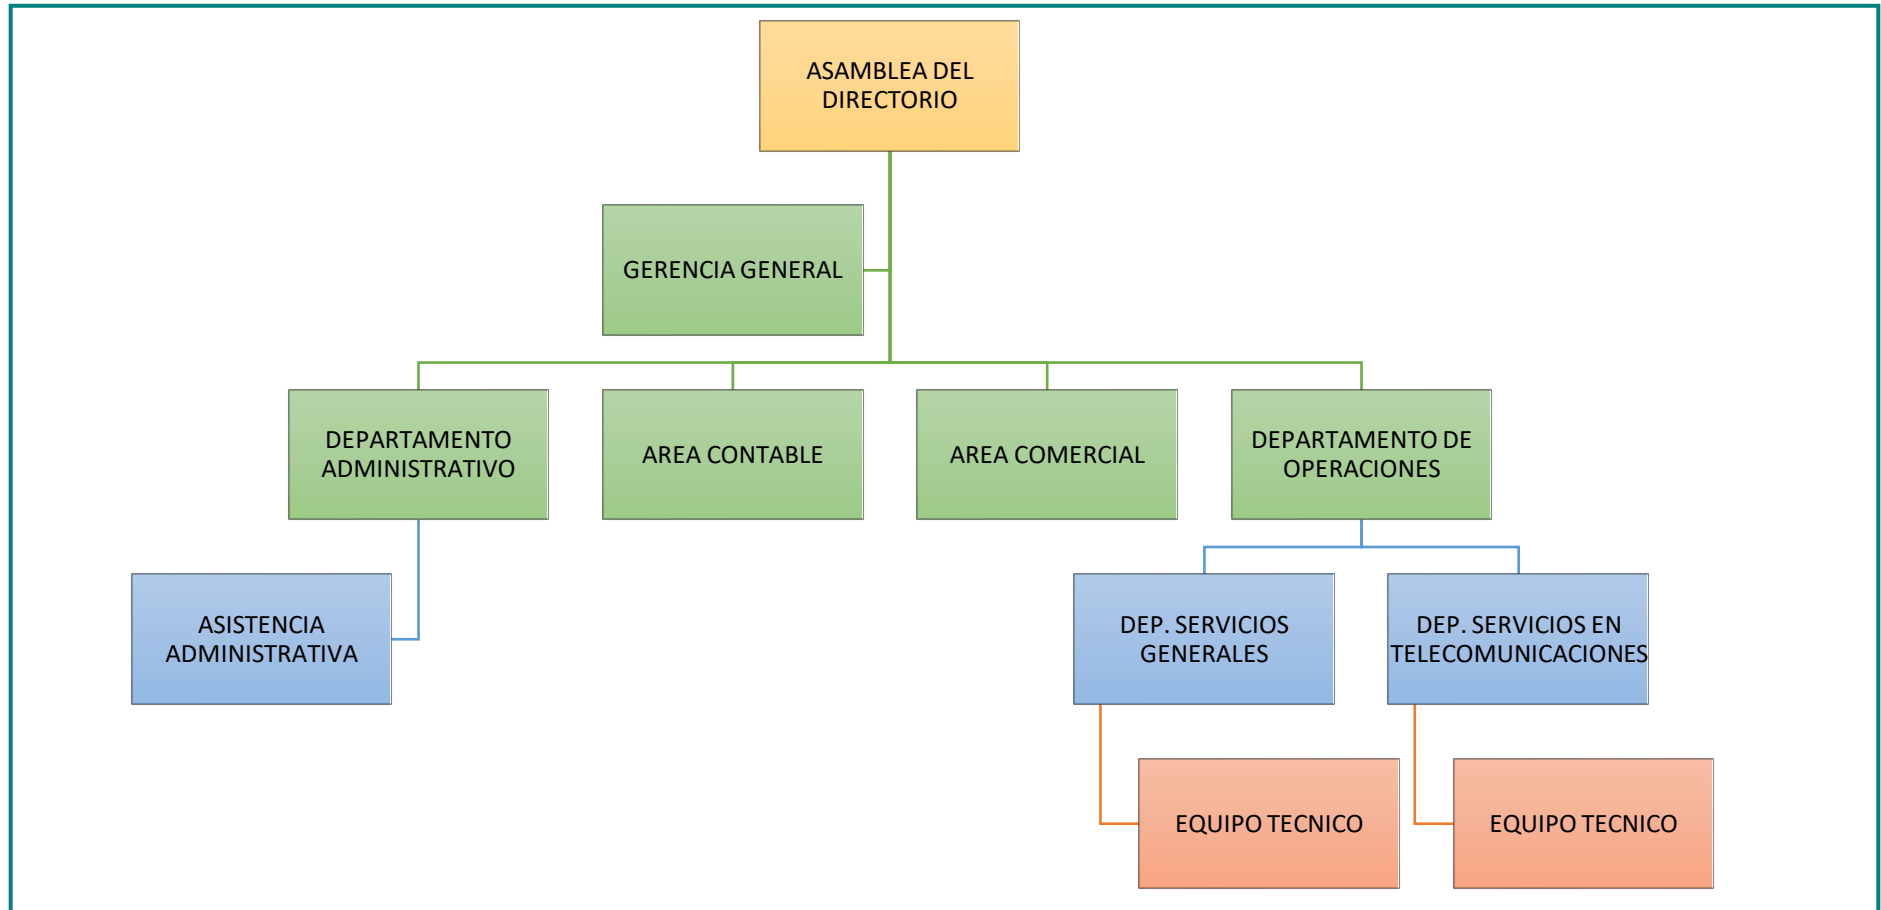 ASAMBLEA DEL
DIRECTORIO
GERENCIA GENERAL
DEPARTAMENTO
ADMINISTRATIVO
AREA CONTABLE
AREA COMERCIAL
DEPARTAMENTO DE
OPERACIONES
ASISTENCIA
ADMINISTRATIVA
DEP. SERVICIOS
GENERALES
DEP. SERVICIOS EN
TELECOMUNICACIONES
EQUIPO TECNICO
EQUIPO TECNICO